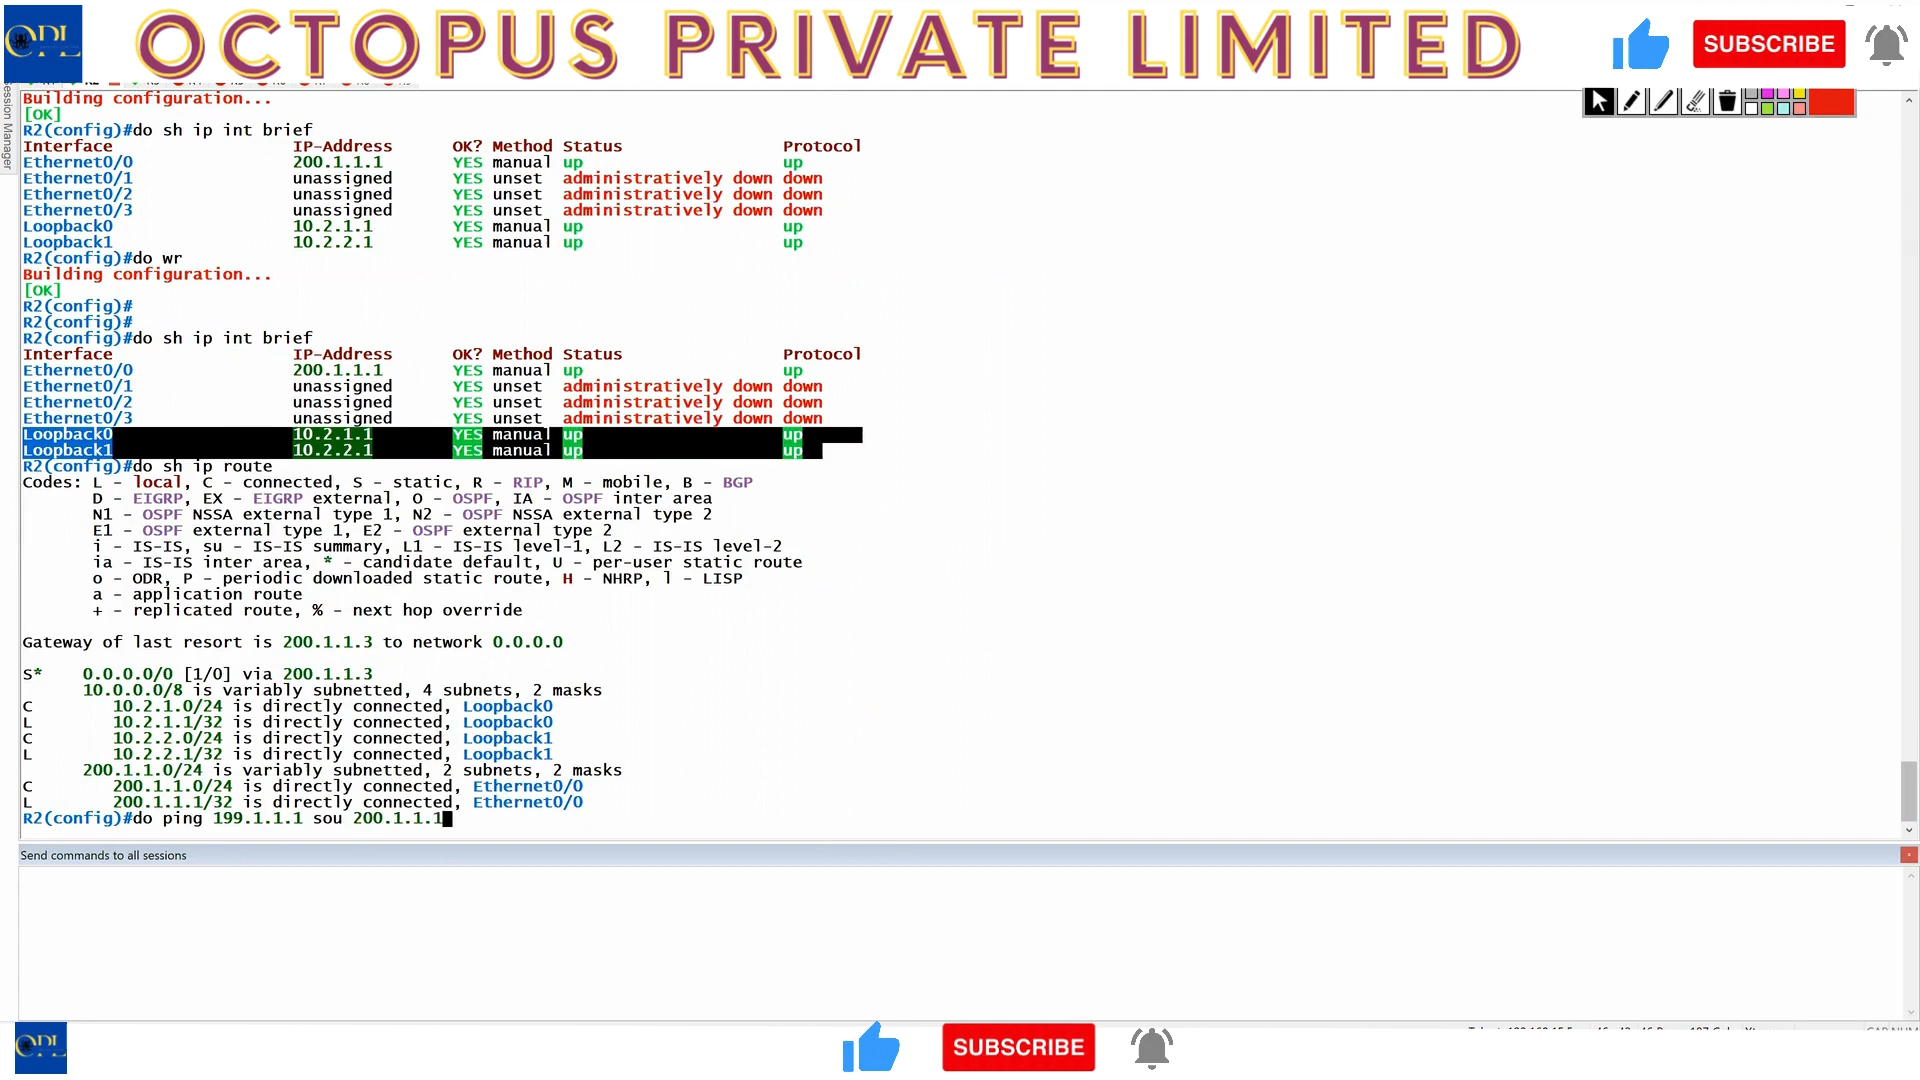 OPL OCTOPUS PRIVATE LIMITED SUBSCRIBE
Session Manager
Building configuration...
[OK]
R2(config)#do sh ip int brief
Interface IP-Address OK? Method Status Protocol
Ethernet0/0 200.1.1.1 YES manual up up
Ethernet0/1 unassigned YES unset administratively down down
Ethernet0/2 unassigned YES unset administratively down down
Ethernet0/3 unassigned YES unset administratively down down
Loopback0 10.2.1.1 YES manual up up
Loopback1 10.2.2.1 YES manual up up
R2(config)#do wr
Building configuration...
[OK]
R2(config)#
R2(config)#
R2(config)#do sh ip int brief
Interface IP-Address OK? Method Status Protocol
Ethernet0/0 200.1.1.1 YES manual up up
Ethernet0/1 unassigned YES unset administratively down down
Ethernet0/2 unassigned YES unset administratively down down
Ethernet0/3 unassigned YES unset administratively down down
Loopback0 10.2.1.1 YES manual up up
Loopback1 10.2.2.1 YES manual up up
R2(config)#do sh ip route
Codes: L - local, C - connected, S - static, R - RIP, M - mobile, B - BGP
D - EIGRP, EX - EIGRP external, O - OSPF, IA - OSPF inter area
N1 - OSPF NSSA external type 1, N2 - OSPF NSSA external type 2
E1 - OSPF external type 1, E2 - OSPF external type 2
i - IS-IS, su - IS-IS summary, L1 - IS-IS level-1, L2 - IS-IS level-2
ia - IS-IS inter area, * - candidate default, U - per-user static route
o - ODR, P - periodic downloaded static route, H - NHRP, l - LISP
a - application route
+ - replicated route, % - next hop override
Gateway of last resort is 200.1.1.3 to network 0.0.0.0
S* 0.0.0.0/0 [1/0] via 200.1.1.3
10.0.0.0/8 is variably subnetted, 4 subnets, 2 masks
C 10.2.1.0/24 is directly connected, Loopback0
L 10.2.1.1/32 is directly connected, Loopback0
C 10.2.2.0/24 is directly connected, Loopback1
L 10.2.2.1/32 is directly connected, Loopback1
200.1.1.0/24 is variably subnetted, 2 subnets, 2 masks
C 200.1.1.0/24 is directly connected, Ethernet0/0
L 200.1.1.1/32 is directly connected, Ethernet0/0
R2(config)#do ping 199.1.1.1 sou 200.1.1.1
Send commands to all sessions
OPL SUBSCRIBE